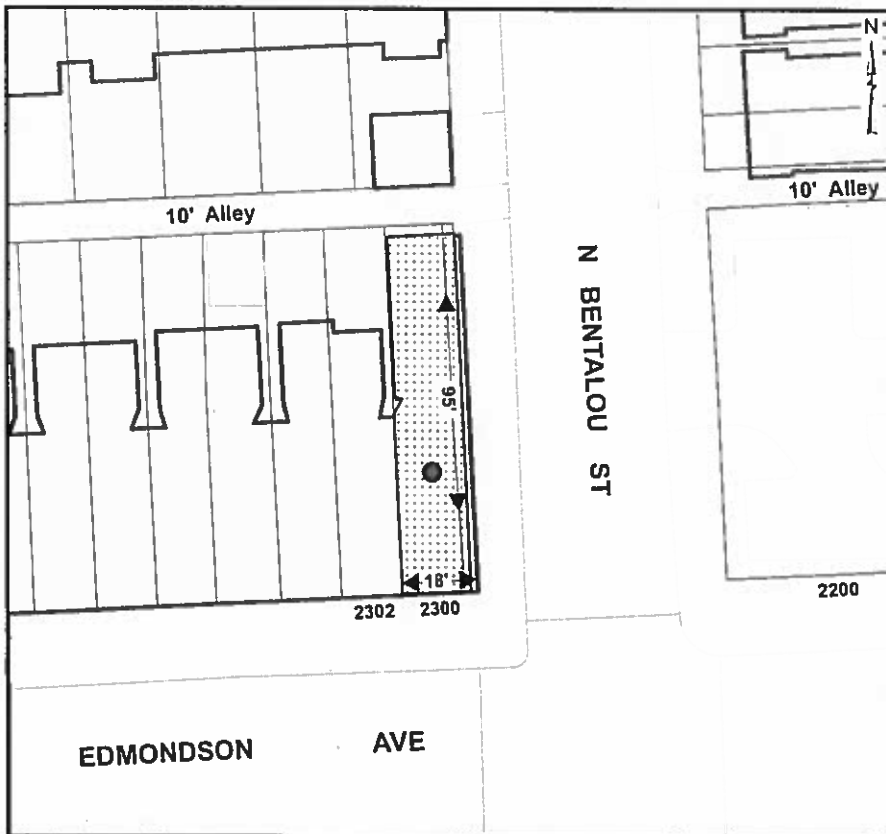 N
10' Alley
10' Alley
N BENTALOU ST
95'
18'
2302 2300
2200
EDMONDSON AVE